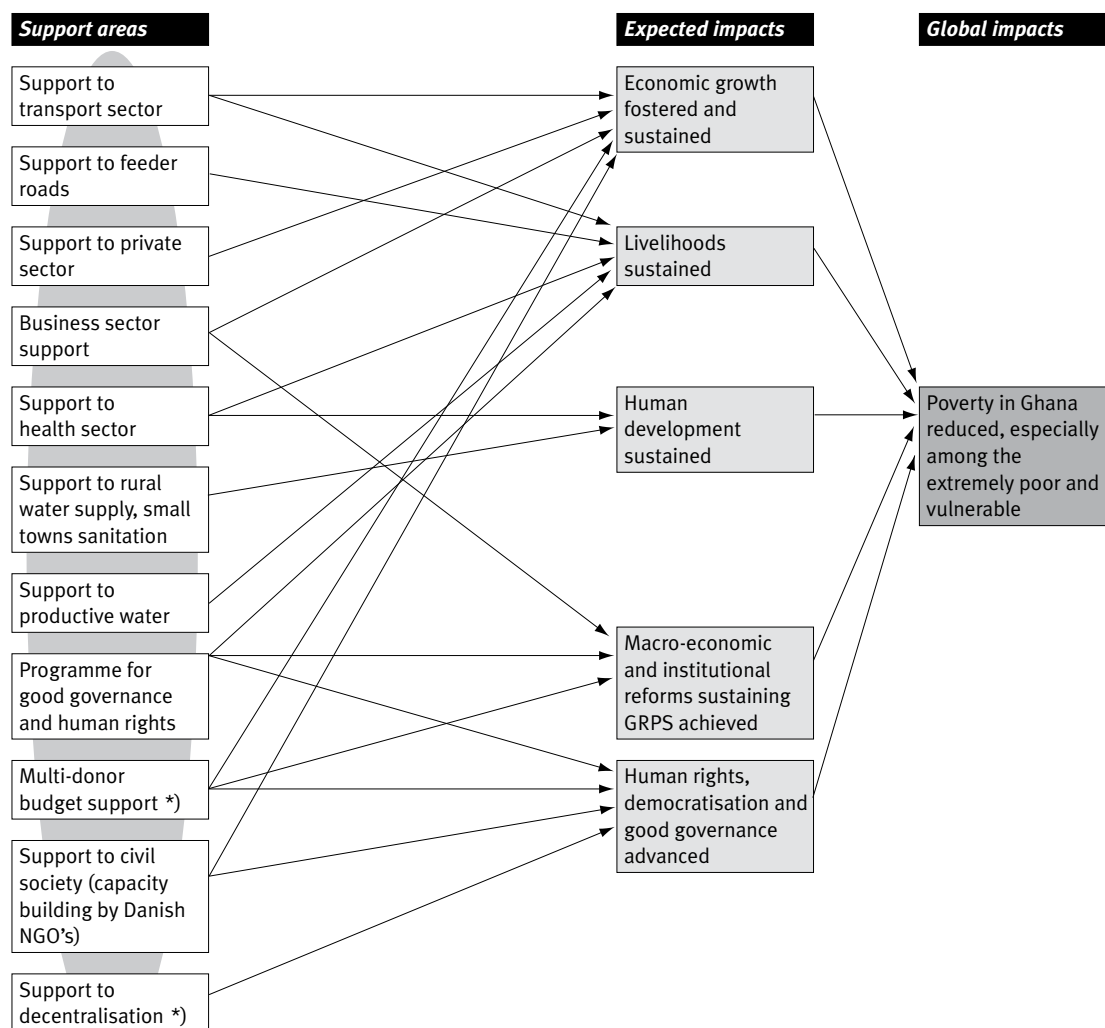 Support areas
Expected impacts
Global impacts
Support to
transport sector
Support to feeder
roads
Support to private
sector
Business sector
support
Support to
health sector
Support to rural
water supply, small
towns sanitation
Support to
productive water
Programme for
good governance
and human rights
Multi-donor
budget support *)
Support to civil
society (capacity
building by Danish
NGO's)
Support to
decentralisation *)
Economic growth
fostered and
sustained
Livelihoods
sustained
Human
development
sustained
Macro-economic
and institutional
reforms sustaining
GRPS achieved
Human rights,
democratisation and
good governance
advanced
Poverty in Ghana
reduced, especially
among the
extremely poor and
vulnerable